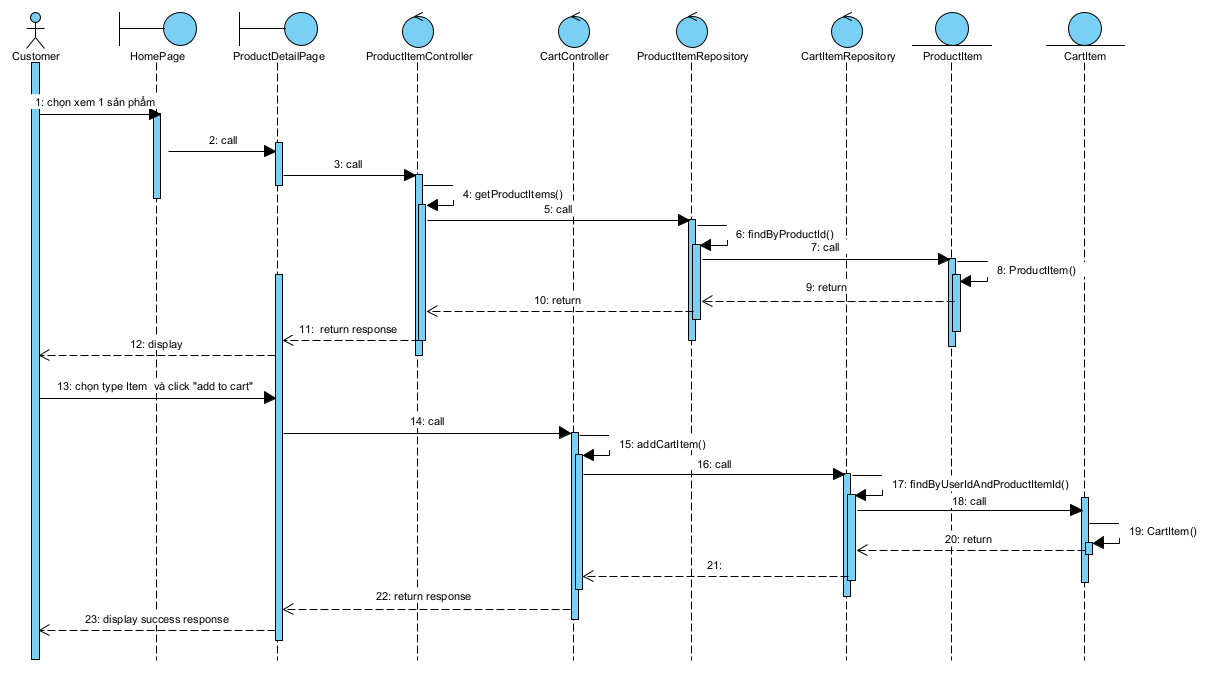 Customer
HomePage
ProductDetailPage
ProductItemController
CartController
ProductItemRepository
CartItemRepository
ProductItem
CartItem
1: chọn xem 1 sản phẩm
2: call
3: call
4: getProductItems()
5: call
6: findByProductId()
7: call
8: ProductItem()
9: return
10: return
11: return response
12: display
13: chọn type Item và click "add to cart"
14: call
15: addCartItem()
16: call
17: findByUserIdAndProductItemId()
18: call
19: CartItem()
20: return
21:
22: return response
23: display success response